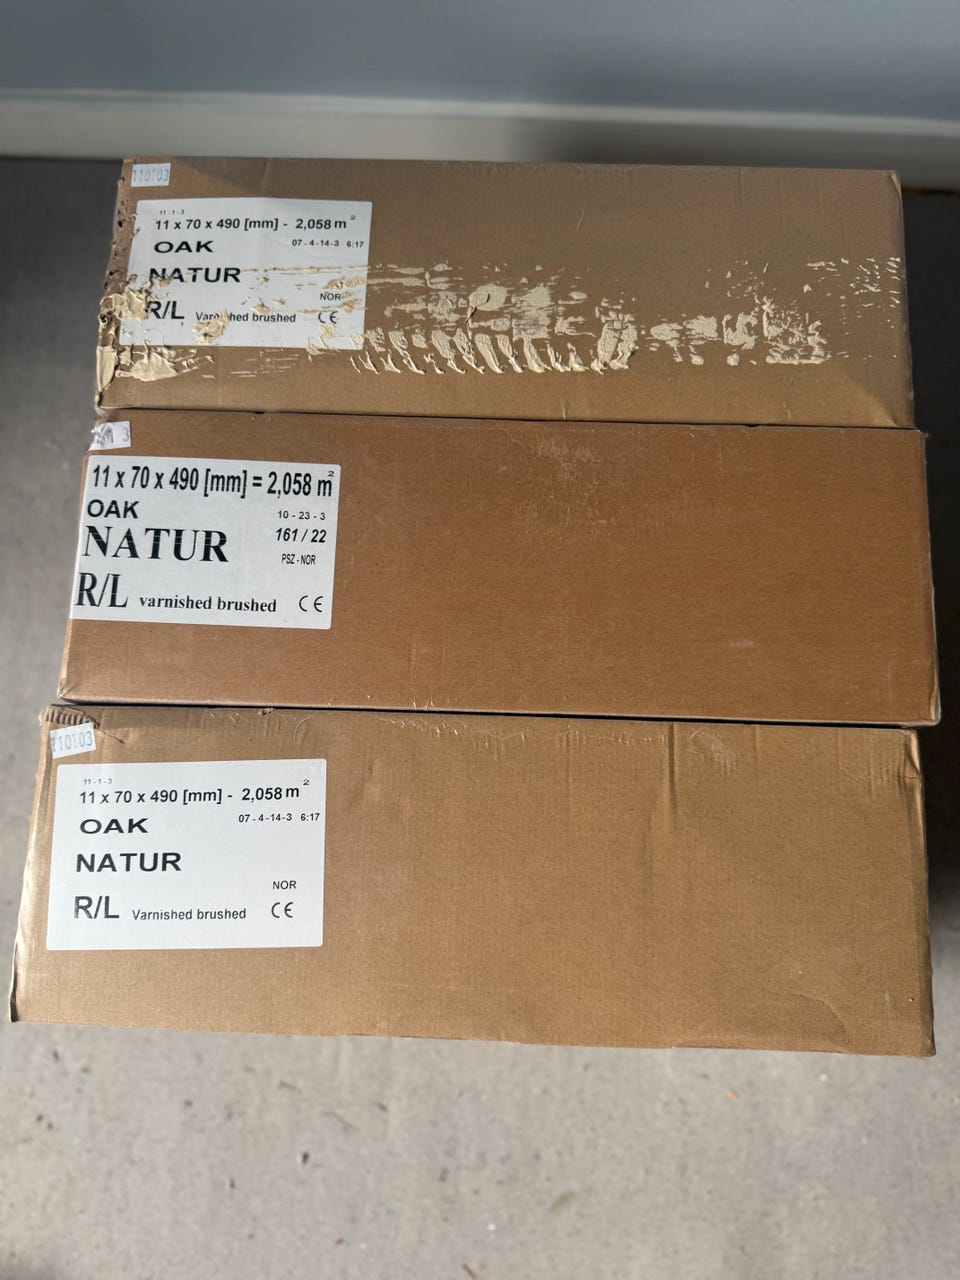 110103
11-1-3
11 x 70 x 490 [mm] - 2,058 m²
OAK 07-4-14-3 6:17
NATUR
NOR
R/L Varnished brushed CE
3
11 x 70 x 490 [mm] = 2,058 m²
OAK 10-23-3
NATUR 161/22
PSZ-NOR
R/L varnished brushed CE
110103
11-1-3
11 x 70 x 490 [mm] - 2,058 m²
OAK 07-4-14-3 6:17
NATUR
NOR
R/L Varnished brushed CE